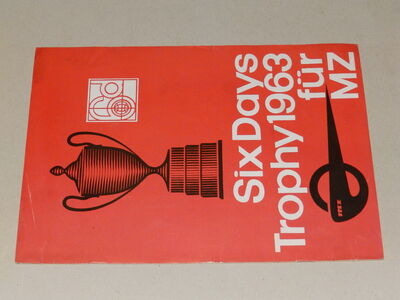 Six Days
Trophy 1963
für
MZ